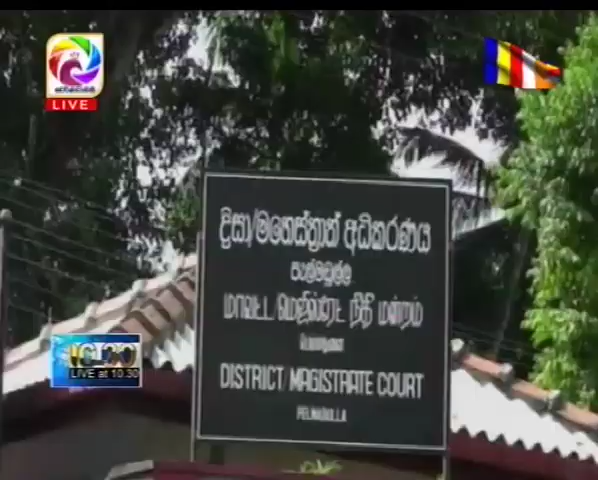 LIVE
දිසා/මහෙස්ත්‍රාත් අධිකරණය
පැල්මඩුල්ල
மாவட்ட/மெஜிஸ்ரேட் நீதி மன்றம்
DISTRICT/MAGISTRATE COURT
PELMADULLA
LIVE at 10.30